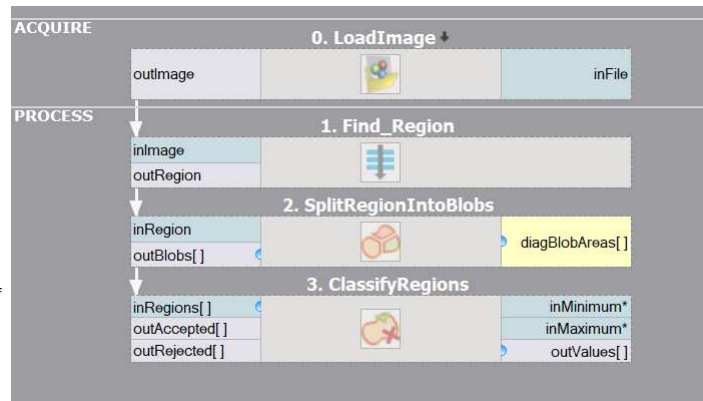 ACQUIRE
0. LoadImage
outImage
inFile
PROCESS
1. Find_Region
inImage
outRegion
2. SplitRegionIntoBlobs
inRegion
outBlobs[ ]
diagBlobAreas[ ]
3. ClassifyRegions
inRegions[ ]
inMinimum*
outAccepted[ ]
inMaximum*
outRejected[ ]
outValues[ ]